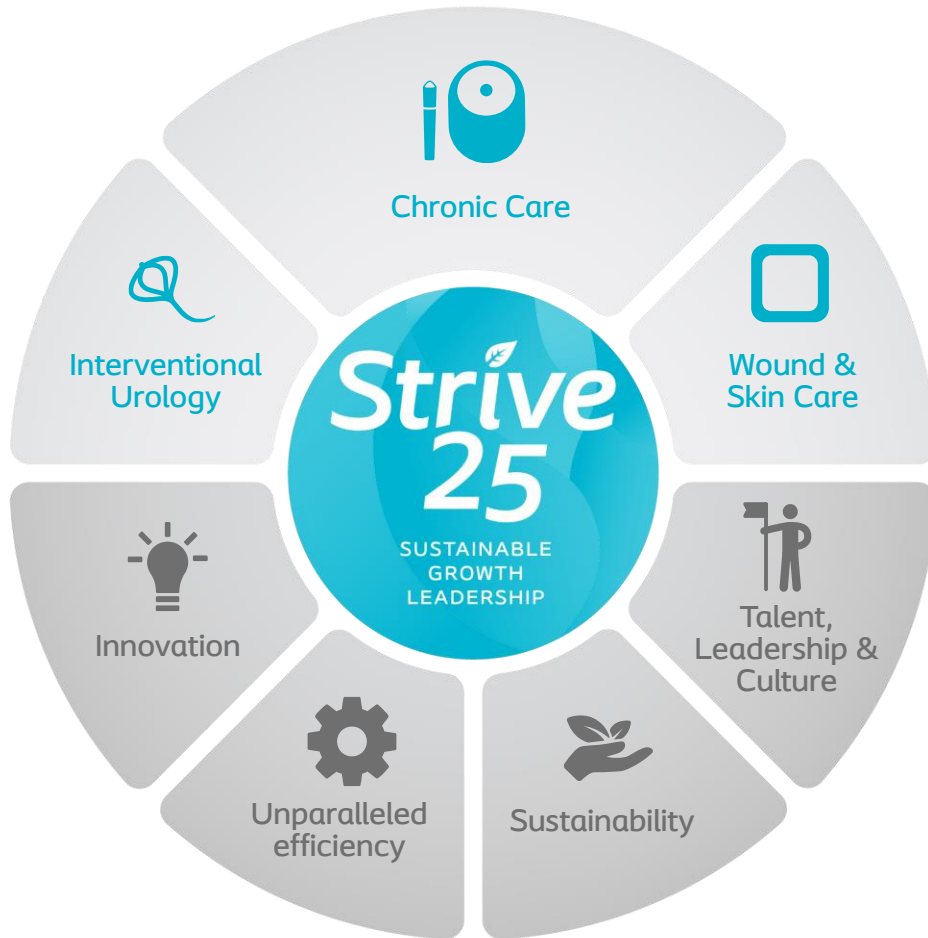 Chronic Care
Interventional
Urology
Wound &
Skin Care
Strive
25
SUSTAINABLE
GROWTH
LEADERSHIP
Innovation
Talent,
Leadership &
Culture
Unparalleled
efficiency
Sustainability